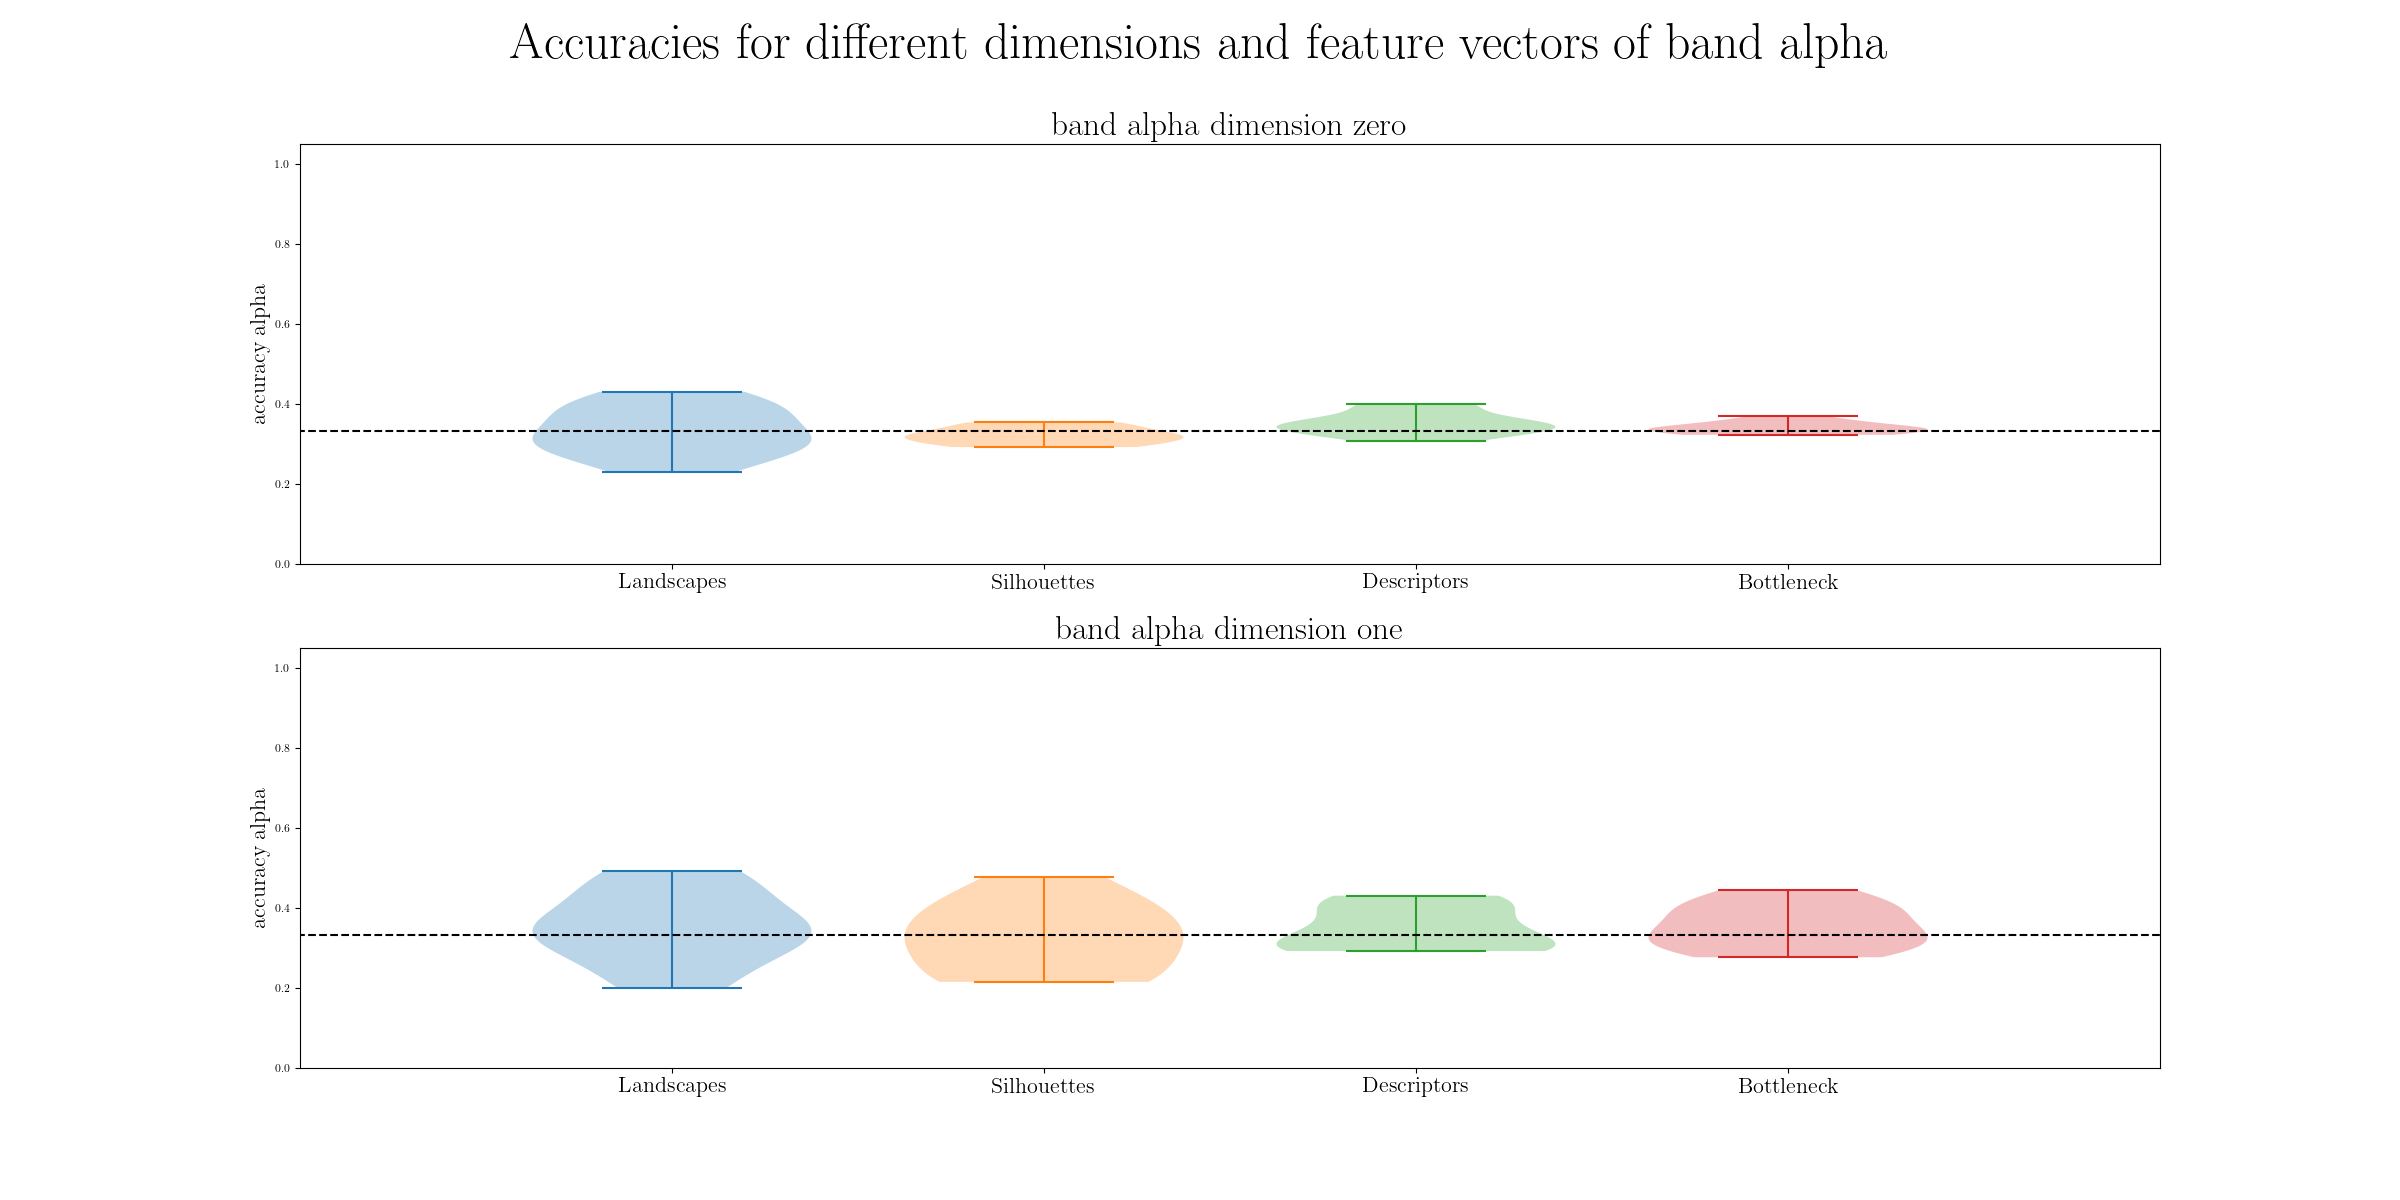 Accuracies for different dimensions and feature vectors of band alpha
band alpha dimension zero
1.0
0.8
0.6
0.4
0.2
0.0
accuracy alpha
Landscapes Silhouettes Descriptors Bottleneck
band alpha dimension one
1.0
0.8
0.6
0.4
0.2
0.0
accuracy alpha
Landscapes Silhouettes Descriptors Bottleneck